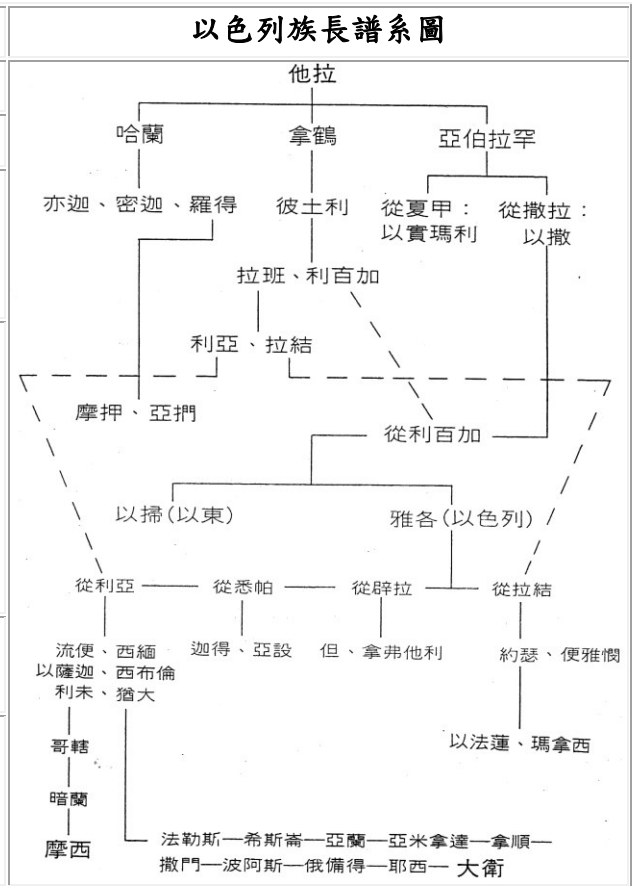 以色列族長譜系圖
他拉
哈蘭 拿鶴 亞伯拉罕
亦迦、密迦、羅得 彼土利 從夏甲： 從撒拉：
以實瑪利 以撒
拉班、利百加
利亞、拉結
摩押、亞捫
從利百加
以掃(以東) 雅各(以色列)
從利亞 從悉帕 從辟拉 從拉結
流便、西緬 迦得、亞設 但、拿弗他利 約瑟、便雅憫
以薩迦、西布倫
利未、猶大
哥轄 以法蓮、瑪拿西
暗蘭
摩西
法勒斯—希斯崙—亞蘭—亞米拿達—拿順—
撒門—波阿斯—俄備得—耶西—大衛